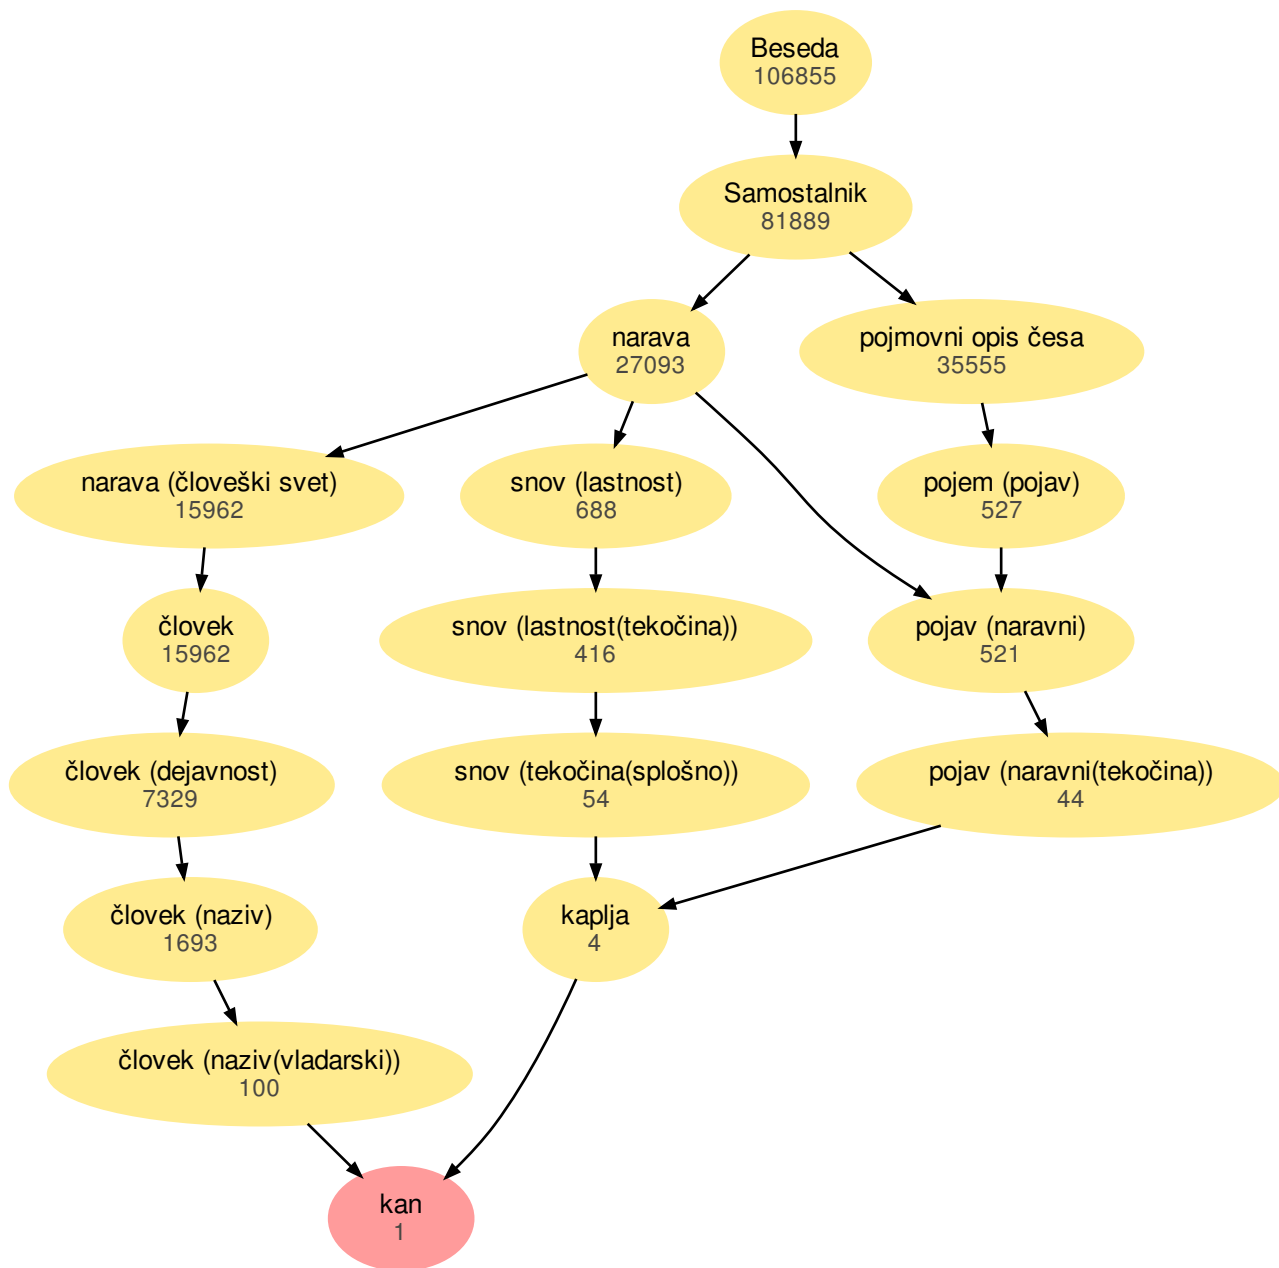 Beseda
106855
Samostalnik
81889
narava
27093
pojmovni opis česa
35555
narava (človeški svet)
15962
snov (lastnost)
688
pojem (pojav)
527
človek
15962
snov (lastnost(tekočina))
416
pojav (naravni)
521
človek (dejavnost)
7329
snov (tekočina(splošno))
54
pojav (naravni(tekočina))
44
človek (naziv)
1693
kaplja
4
človek (naziv(vladarski))
100
kan
1